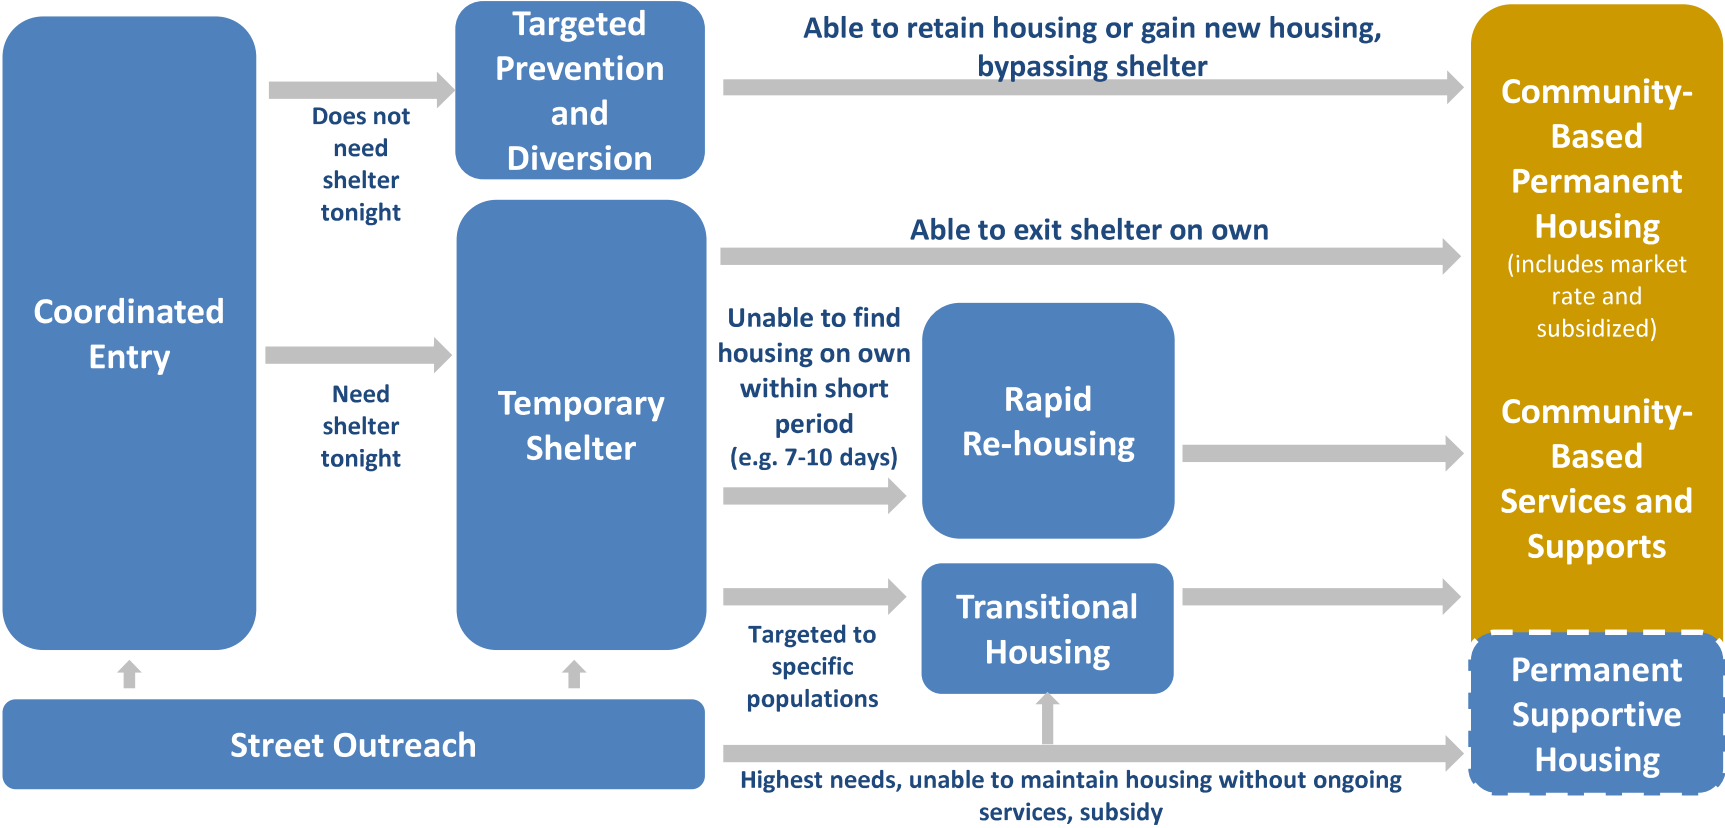 Coordinated
Entry
Does not
need
shelter
tonight
Need
shelter
tonight
Targeted
Prevention
and
Diversion
Temporary
Shelter
Street Outreach
Able to retain housing or gain new housing,
bypassing shelter
Able to exit shelter on own
Unable to find
housing on own
within short
period
(e.g. 7-10 days)
Rapid
Re-housing
Targeted to
specific
populations
Transitional
Housing
Highest needs, unable to maintain housing without ongoing
services, subsidy
Community-
Based
Permanent
Housing
(includes market
rate and
subsidized)
Community-
Based
Services and
Supports
Permanent
Supportive
Housing